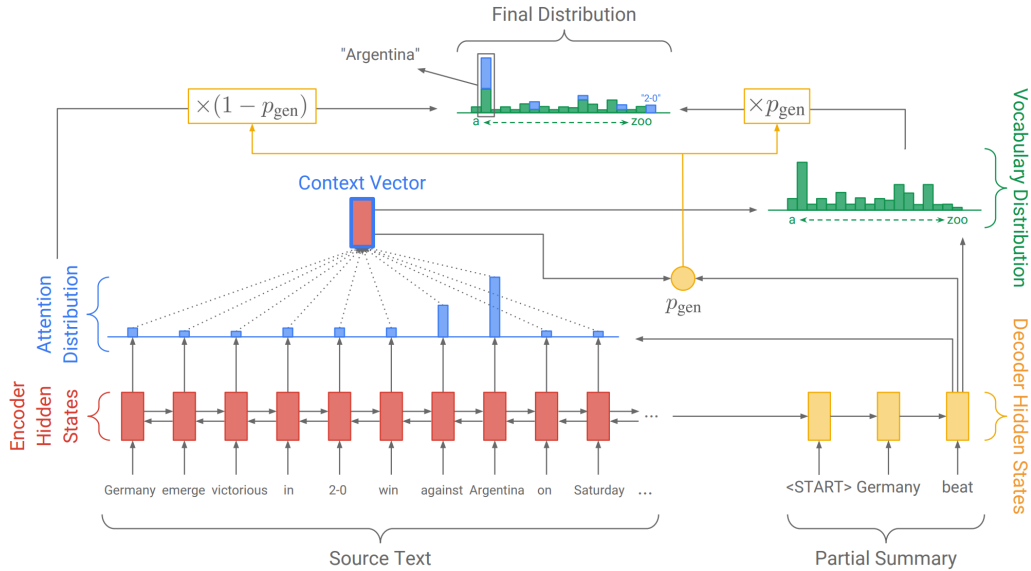 Final Distribution
"Argentina"
×(1 − p_gen)
"2-0"
×p_gen
a
zoo
Context Vector
a
zoo
Vocabulary Distribution
Attention
Distribution
p_gen
Encoder
Hidden
States
Decoder Hidden States
...
Germany emerge victorious in 2-0 win against Argentina on Saturday ...
<START> Germany beat
Source Text
Partial Summary